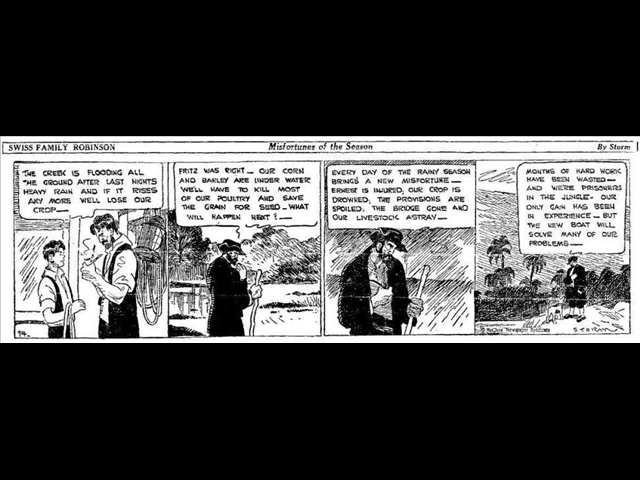 SWISS FAMILY ROBINSON
Misfortunes of the Season
By Storm
THE CREEK IS FLOODING ALL
THE GROUND AFTER LAST NIGHTS
HEAVY RAIN AND IF IT RISES
ANY MORE WE'LL LOSE OUR
CROP—
FRITZ WAS RIGHT — OUR CORN
AND BARLEY ARE UNDER WATER
WE'LL HAVE TO KILL MOST
OF OUR POULTRY AND SAVE
THE GRAIN FOR SEED — WHAT
WILL HAPPEN NEXT? —
EVERY DAY OF THE RAINY SEASON
BRINGS A NEW MISFORTUNE —
ERNEST IS INJURED, OUR CROP IS
DROWNED, THE PROVISIONS ARE
SPOILED, THE BRIDGE GONE AND
OUR LIVESTOCK ASTRAY —
MONTHS OF HARD WORK
HAVE BEEN WASTED —
AND WE'RE PRISONERS
IN THE JUNGLE — OUR
ONLY GAIN HAS BEEN
IN EXPERIENCE — BUT
THE NEW BOAT WILL
SOLVE MANY OF OUR
PROBLEMS —
94.
© McClure Newspaper Syndicate
STORM